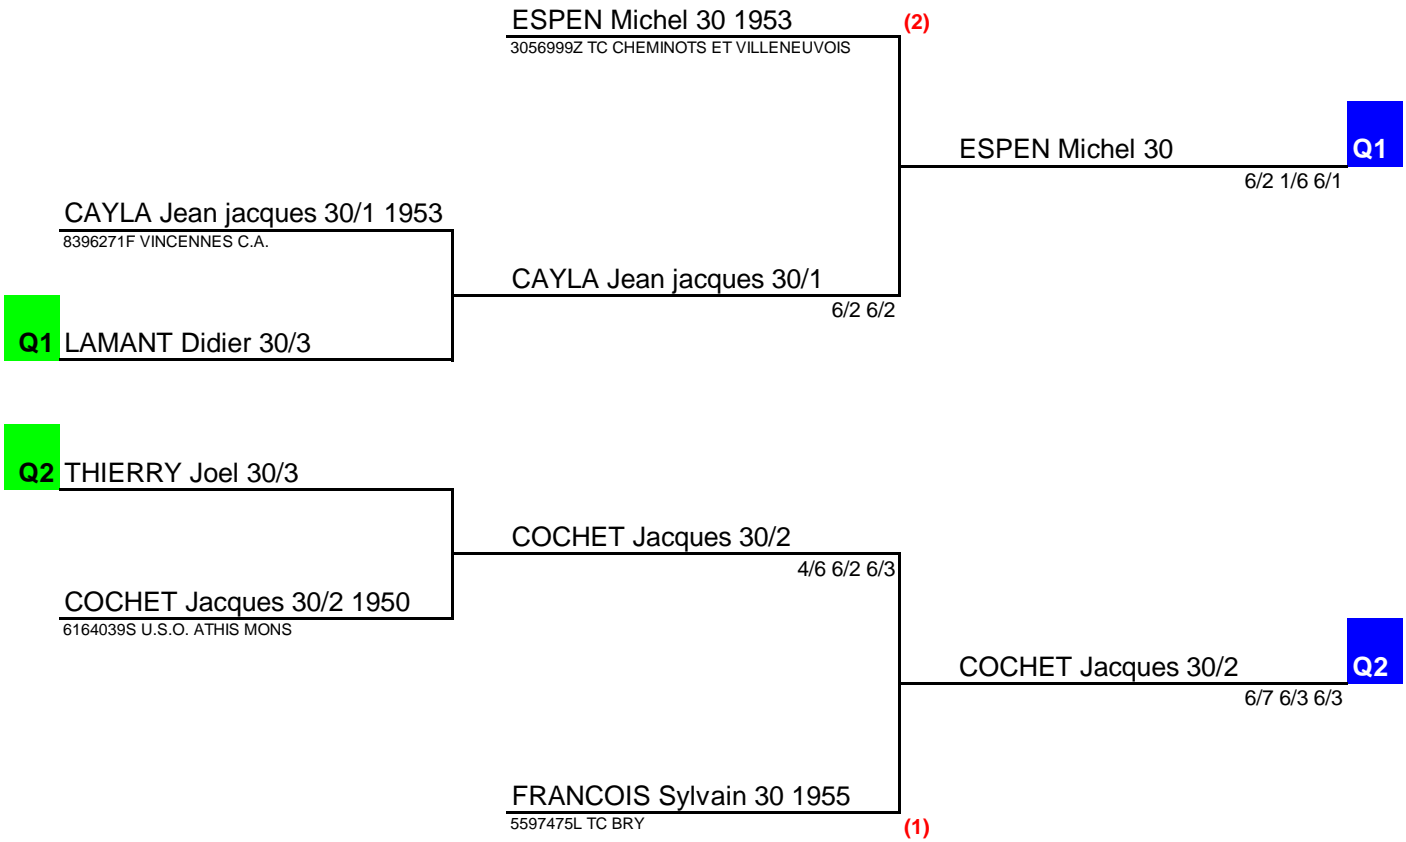 ESPEN Michel 30 1953
(2)
3056999Z TC CHEMINOTS ET VILLENEUVOIS
ESPEN Michel 30
Q1
6/2 1/6 6/1
CAYLA Jean jacques 30/1 1953
8396271F VINCENNES C.A.
CAYLA Jean jacques 30/1
6/2 6/2
Q1 LAMANT Didier 30/3
Q2 THIERRY Joel 30/3
COCHET Jacques 30/2
4/6 6/2 6/3
COCHET Jacques 30/2 1950
6164039S U.S.O. ATHIS MONS
COCHET Jacques 30/2
Q2
6/7 6/3 6/3
FRANCOIS Sylvain 30 1955
5597475L TC BRY
(1)